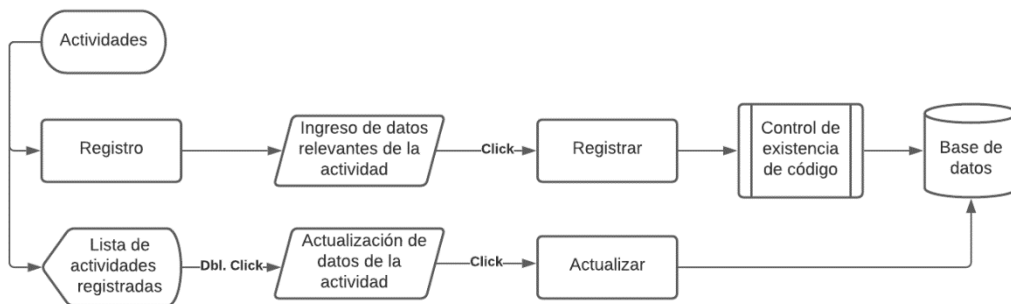 Actividades
Registro
Ingreso de datos
relevantes de la
actividad
Click
Registrar
Control de
existencia
de código
Base de
datos
Lista de
actividades
registradas
Dbl. Click
Actualización de
datos de la
actividad
Click
Actualizar